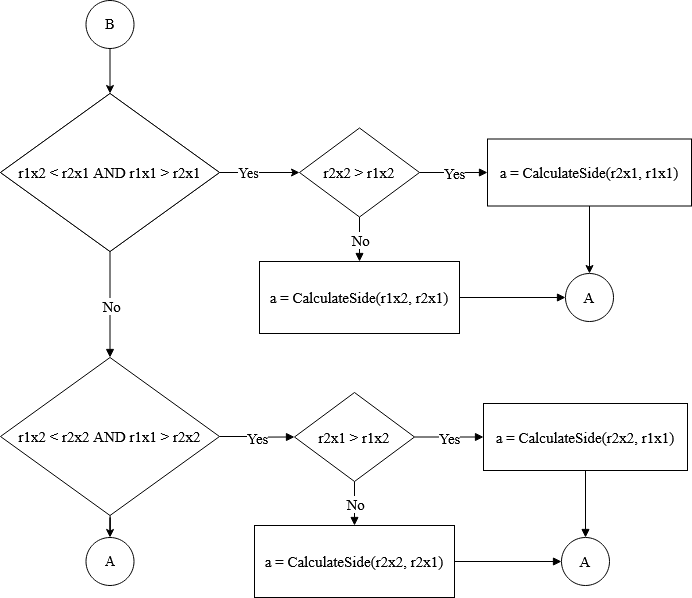 B
r1x2 < r2x1 AND r1x1 > r2x1
Yes
r2x2 > r1x2
Yes
a = CalculateSide(r2x1, r1x1)
No
a = CalculateSide(r1x2, r2x1)
A
No
r1x2 < r2x2 AND r1x1 > r2x2
Yes
r2x1 > r1x2
Yes
a = CalculateSide(r2x2, r1x1)
No
a = CalculateSide(r2x2, r2x1)
A
A